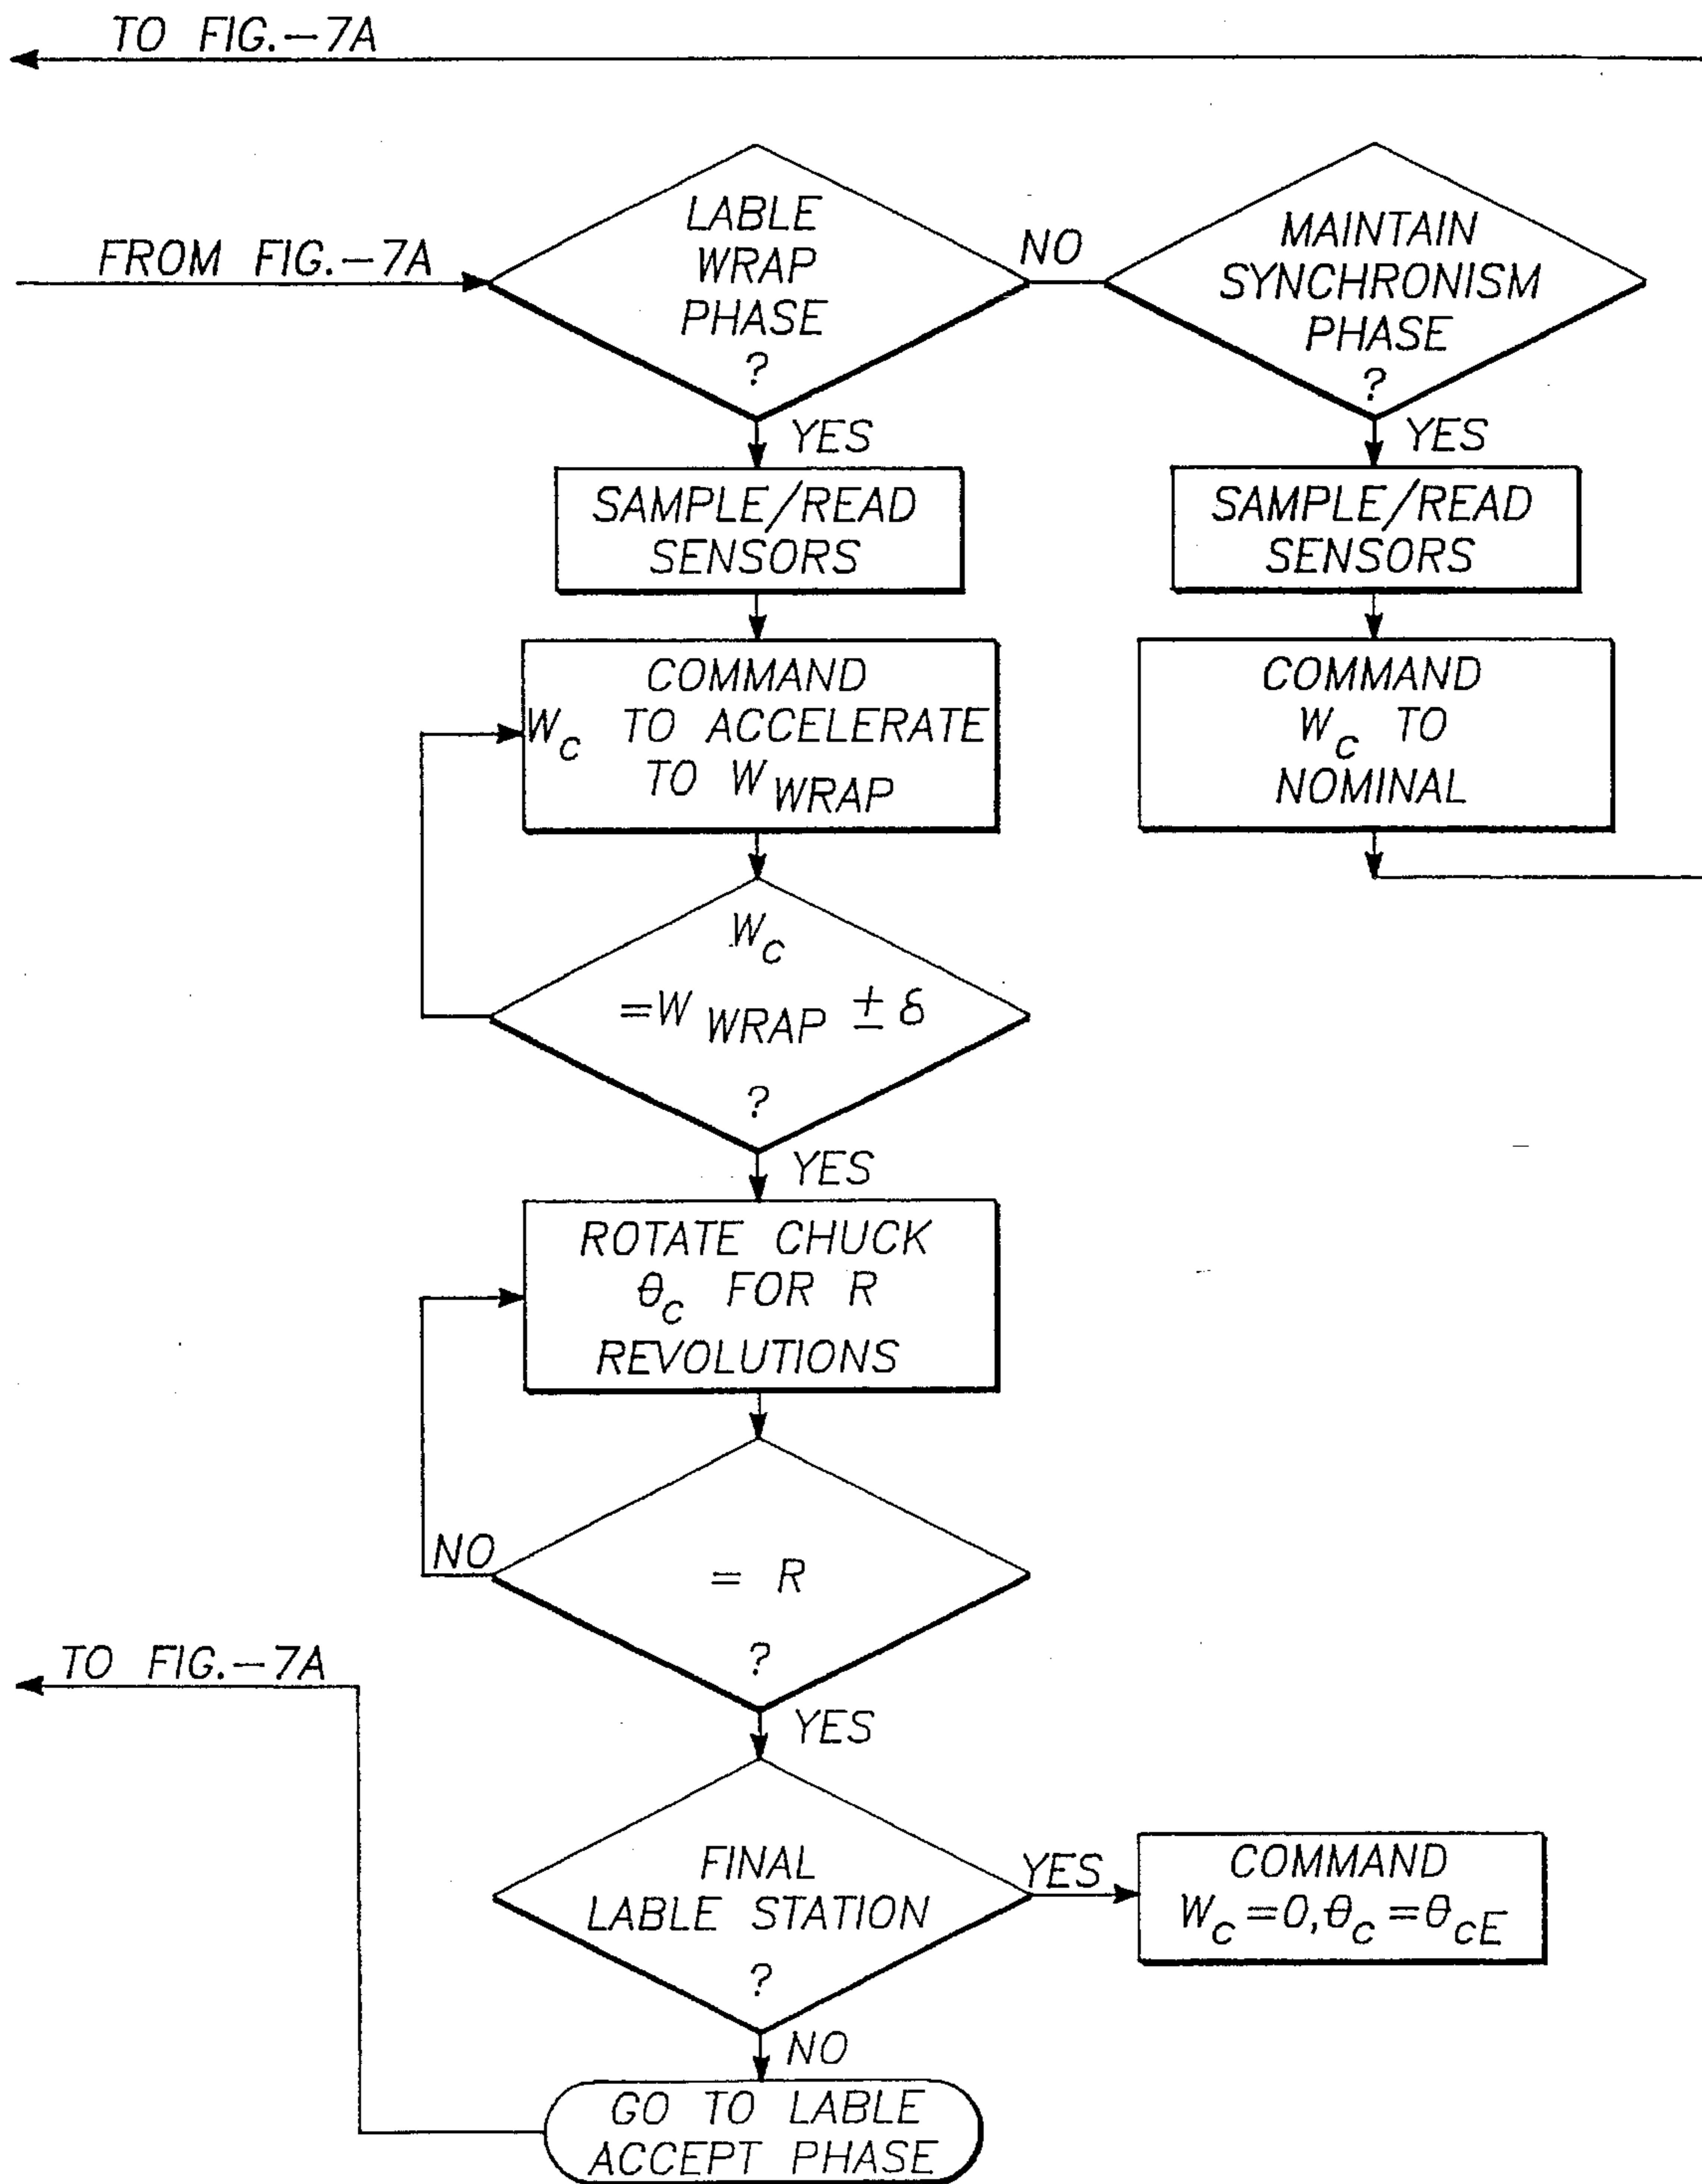 TO FIG.-7A
FROM FIG.-7A
LABLE
WRAP
PHASE
?
NO
MAINTAIN
SYNCHRONISM
PHASE
?
YES
YES
SAMPLE/READ
SENSORS
SAMPLE/READ
SENSORS
COMMAND
Wc TO ACCELERATE
TO W WRAP
COMMAND
Wc TO
NOMINAL
Wc
=W WRAP ± δ
?
YES
ROTATE CHUCK
θc FOR R
REVOLUTIONS
NO
= R
?
TO FIG.-7A
YES
FINAL
LABLE STATION
?
YES
COMMAND
Wc=0,θc=θcE
NO
GO TO LABLE
ACCEPT PHASE